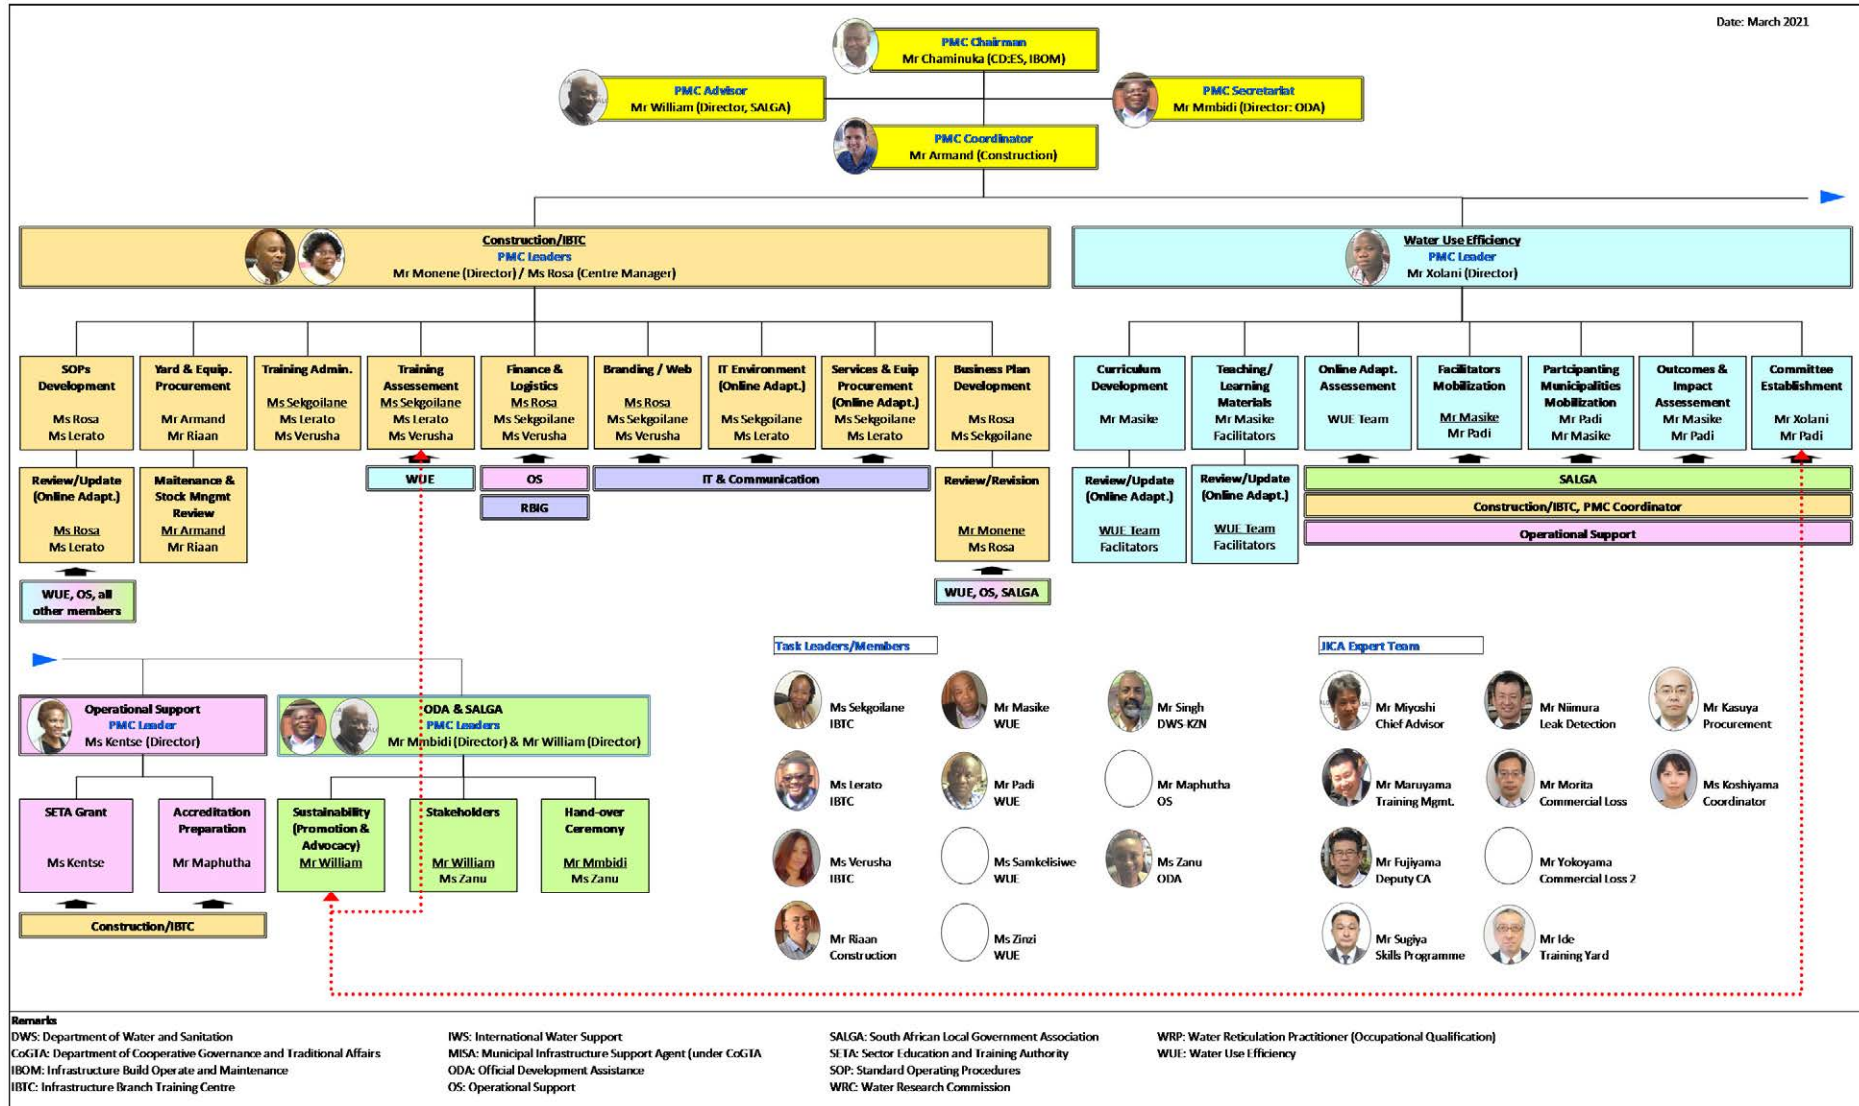 Date: March 2021
PMC Chairman
Mr Chaminuka (CD:ES, IBOM)
PMC Advisor
Mr William (Director, SALGA)
PMC Secretariat
Mr Mmbidi (Director: ODA)
PMC Coordinator
Mr Armand (Construction)
Construction/IBTC
PMC Leaders
Mr Monene (Director) / Ms Rosa (Centre Manager)
Water Use Efficiency
PMC Leader
Mr Xolani (Director)
SOPs
Development
Ms Rosa
Ms Lerato
Yard & Equip.
Procurement
Mr Armand
Mr Riaan
Training Admin.
Ms Sekgoilane
Ms Lerato
Ms Verusha
Training
Assessment
Ms Sekgoilane
Ms Lerato
Ms Verusha
Finance &
Logistics
Ms Rosa
Ms Sekgoilane
Ms Verusha
Branding / Web
Ms Rosa
Ms Sekgoilane
Ms Verusha
IT Environment
(Online Adapt.)
Ms Sekgoilane
Ms Lerato
Services & Euip
Procurement
(Online Adapt.)
Ms Sekgoilane
Ms Lerato
Business Plan
Development
Ms Rosa
Ms Sekgoilane
Curriculum
Development
Mr Masike
Teaching/
Learning
Materials
Mr Masike
Facilitators
Online Adapt.
Assessement
WUE Team
Facilitators
Mobilization
Mr Masike
Mr Padi
Partcipanting
Municipalities
Mobilization
Mr Padi
Mr Masike
Outcomes &
Impact
Assessment
Mr Masike
Mr Padi
Committee
Establishment
Mr Xolani
Mr Padi
Review/Update
(Online Adapt.)
Ms Rosa
Ms Lerato
Maitenance &
Stock Mngmt
Review
Mr Armand
Mr Riaan
WUE
OS
RBIG
IT & Communication
Review/Revision
Mr Monene
Ms Rosa
Review/Update
(Online Adapt.)
WUE Team
Facilitators
Review/Update
(Online Adapt.)
WUE Team
Facilitators
SALGA
Construction/IBTC, PMC Coordinator
Operational Support
WUE, OS, all
other members
WUE, OS, SALGA
Operational Support
PMC Leader
Ms Kentse (Director)
ODA & SALGA
PMC Leaders
Mr Mmbidi (Director) & Mr William (Director)
SETA Grant
Ms Kentse
Accreditation
Preparation
Mr Maphutha
Sustainability
(Promotion &
Advocacy)
Mr William
Stakeholders
Mr William
Ms Zanu
Hand-over
Ceremony
Mr Mmbidi
Ms Zanu
Construction/IBTC
Task Leaders/Members
Ms Sekgoilane
IBTC
Mr Masike
WUE
Mr Singh
DWS-KZN
Ms Lerato
IBTC
Mr Padi
WUE
Mr Maphutha
OS
Ms Verusha
IBTC
Ms Samkelisiwe
WUE
Ms Zanu
ODA
Mr Riaan
Construction
Ms Zinzi
WUE
JICA Expert Team
Mr Miyoshi
Chief Advisor
Mr Niimura
Leak Detection
Mr Kasuya
Procurement
Mr Maruyama
Training Mgmt.
Mr Morita
Commercial Loss
Ms Koshiyama
Coordinator
Mr Fujiyama
Deputy CA
Mr Yokoyama
Commercial Loss 2
Mr Sugiya
Skills Programme
Mr Ide
Training Yard
Remarks
DWS: Department of Water and Sanitation
CoGTA: Department of Cooperative Governance and Traditional Affairs
IBOM: Infrastructure Build Operate and Maintenance
IBTC: Infrastructure Branch Training Centre
IWS: International Water Support
MISA: Municipal Infrastructure Support Agent (under CoGTA
ODA: Official Development Assistance
OS: Operational Support
SALGA: South African Local Government Association
SETA: Sector Education and Training Authority
SOP: Standard Operating Procedures
WRC: Water Research Commission
WRP: Water Reticulation Practitioner (Occupational Qualification)
WUE: Water Use Efficiency